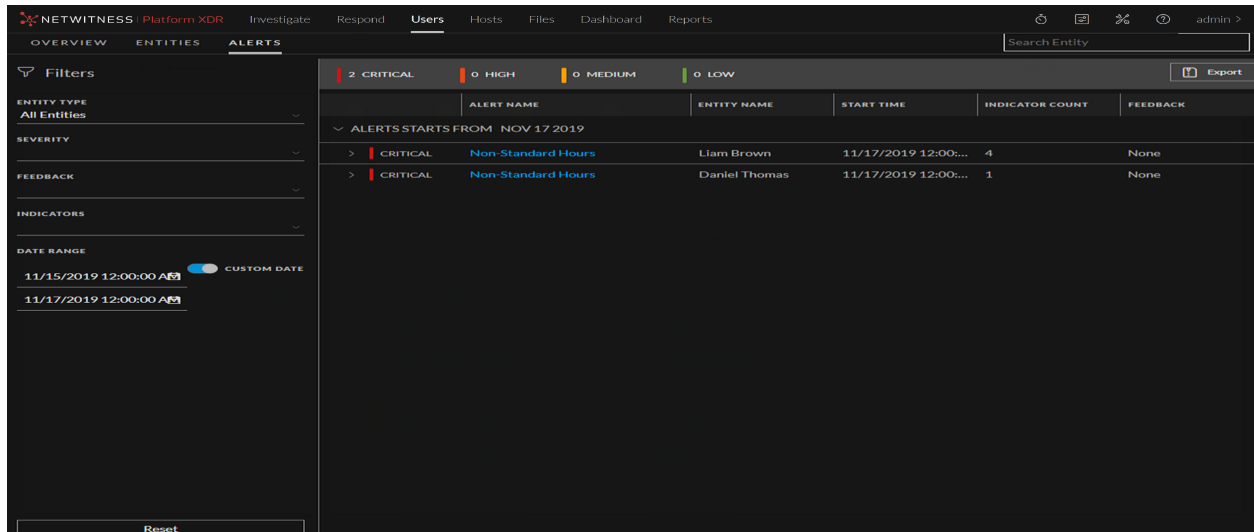 NETWITNESS Platform XDR Investigate Respond Users Hosts Files Dashboard Reports admin >
OVERVIEW ENTITIES ALERTS Search Entity
Filters
ENTITY TYPE
All Entities
SEVERITY
FEEDBACK
INDICATORS
DATE RANGE
11/15/2019 12:00:00 AM CUSTOM DATE
11/17/2019 12:00:00 AM
Reset
2 CRITICAL 0 HIGH 0 MEDIUM 0 LOW Export
ALERT NAME ENTITY NAME START TIME INDICATOR COUNT FEEDBACK
ALERTS STARTS FROM NOV 17 2019
> CRITICAL Non-Standard Hours Liam Brown 11/17/2019 12:00:... 4 None
> CRITICAL Non-Standard Hours Daniel Thomas 11/17/2019 12:00:... 1 None